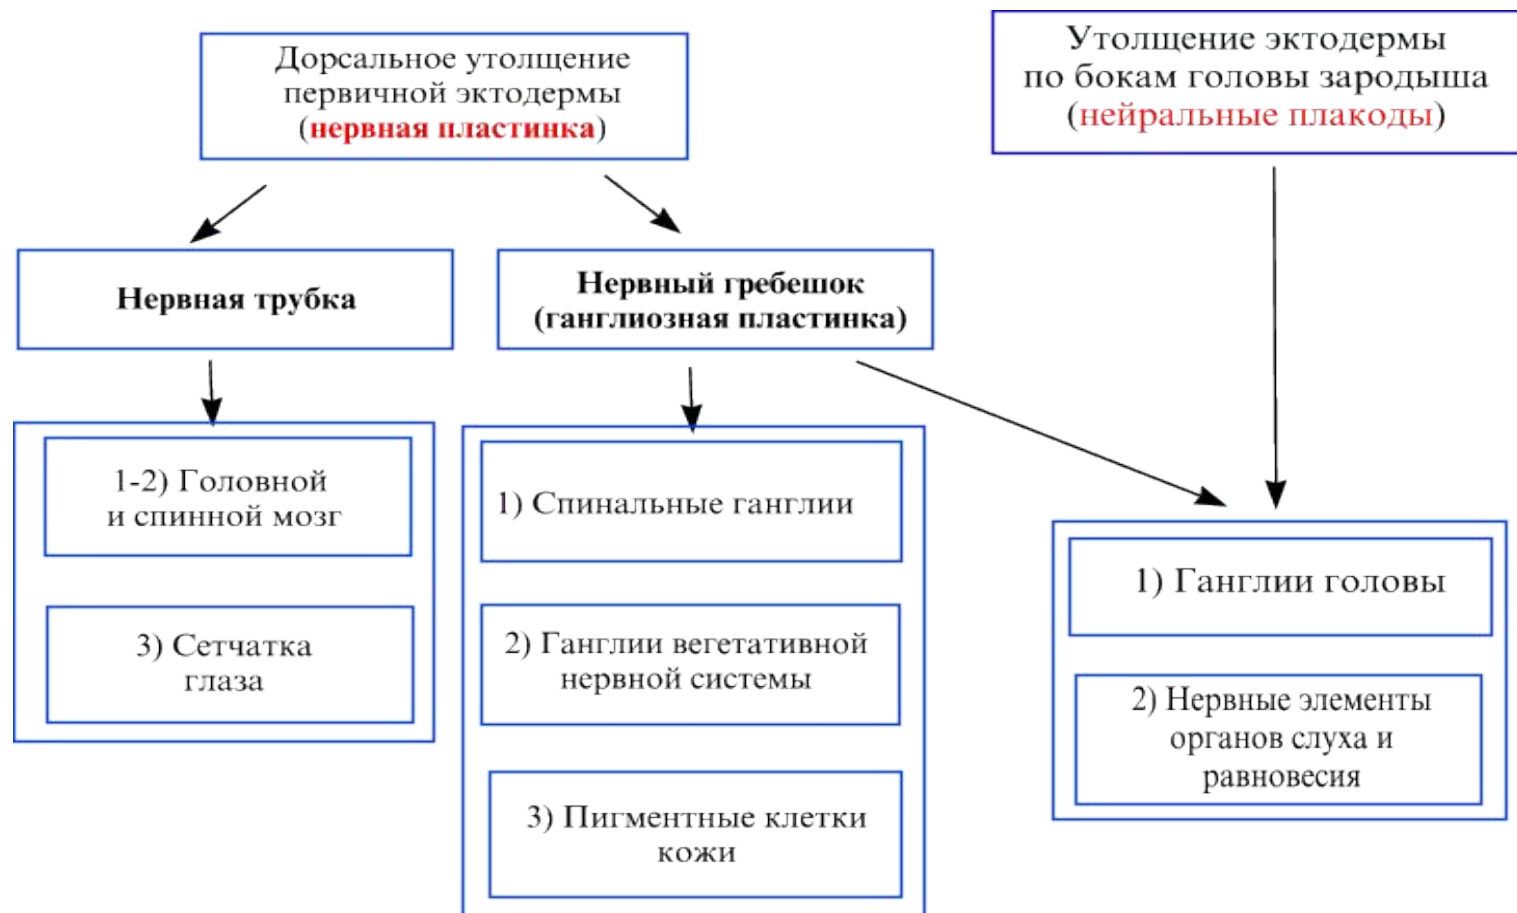 Дорсальное утолщение
первичной эктодермы
(нервная пластинка)
Утолщение эктодермы
по бокам головы зародыша
(нейральные плакоды)
Нервная трубка
Нервный гребешок
(ганглиозная пластинка)
1-2) Головной
и спинной мозг
3) Сетчатка
глаза
1) Спинальные ганглии
2) Ганглии вегетативной
нервной системы
3) Пигментные клетки
кожи
1) Ганглии головы
2) Нервные элементы
органов слуха и
равновесия